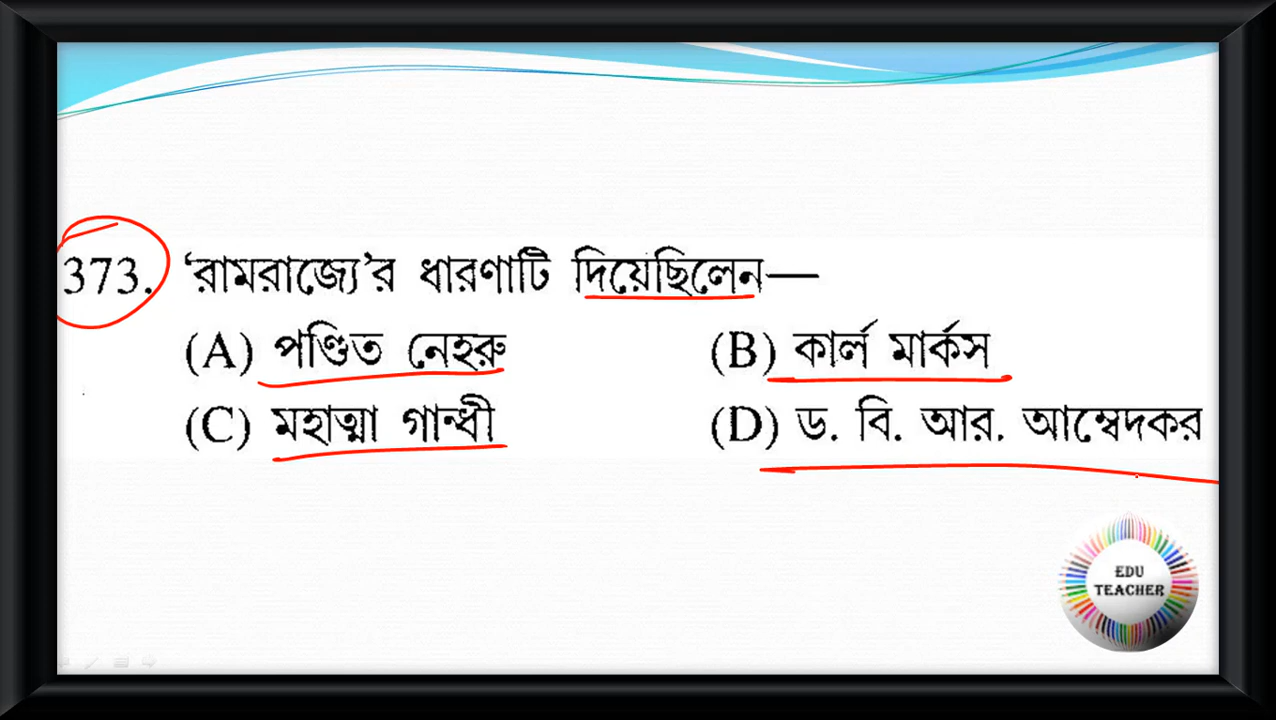 373. ‘রামরাজ্যে’র ধারণাটি দিয়েছিলেন—
(A) পণ্ডিত নেহরু (B) কার্ল মার্কস
(C) মহাত্মা গান্ধী (D) ড. বি. আর. আম্বেদকর
EDU
TEACHER